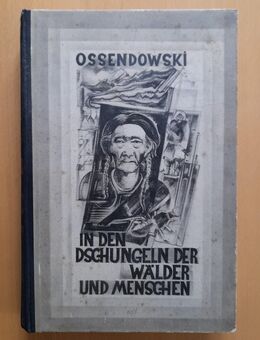 OSSENDOWSKI
IN DEN
DSCHUNGELN DER
WÄLDER
UND MENSCHEN